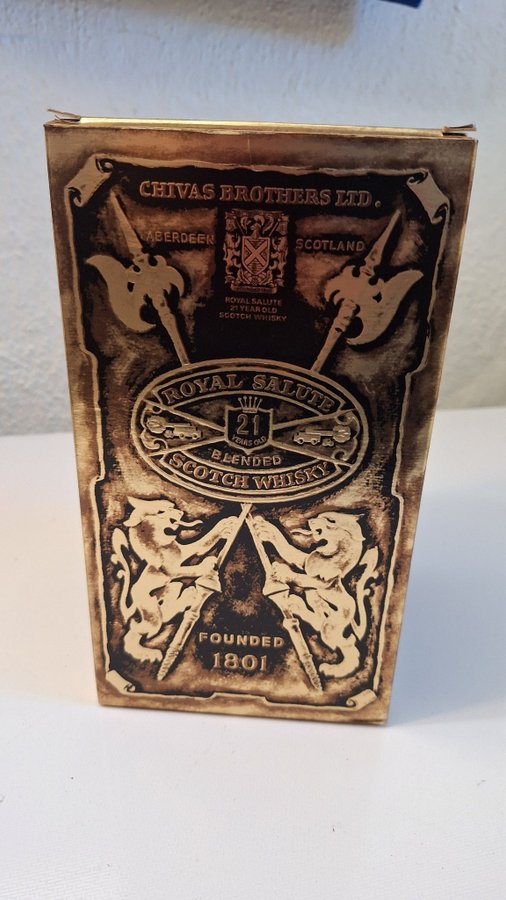 CHIVAS BROTHERS LTD.
ABERDEEN SCOTLAND
ROYAL SALUTE
21 YEAR OLD
SCOTCH WHISKY
ROYAL SALUTE
21
YEARS OLD
BLENDED
SCOTCH WHISKY
FOUNDED
1801